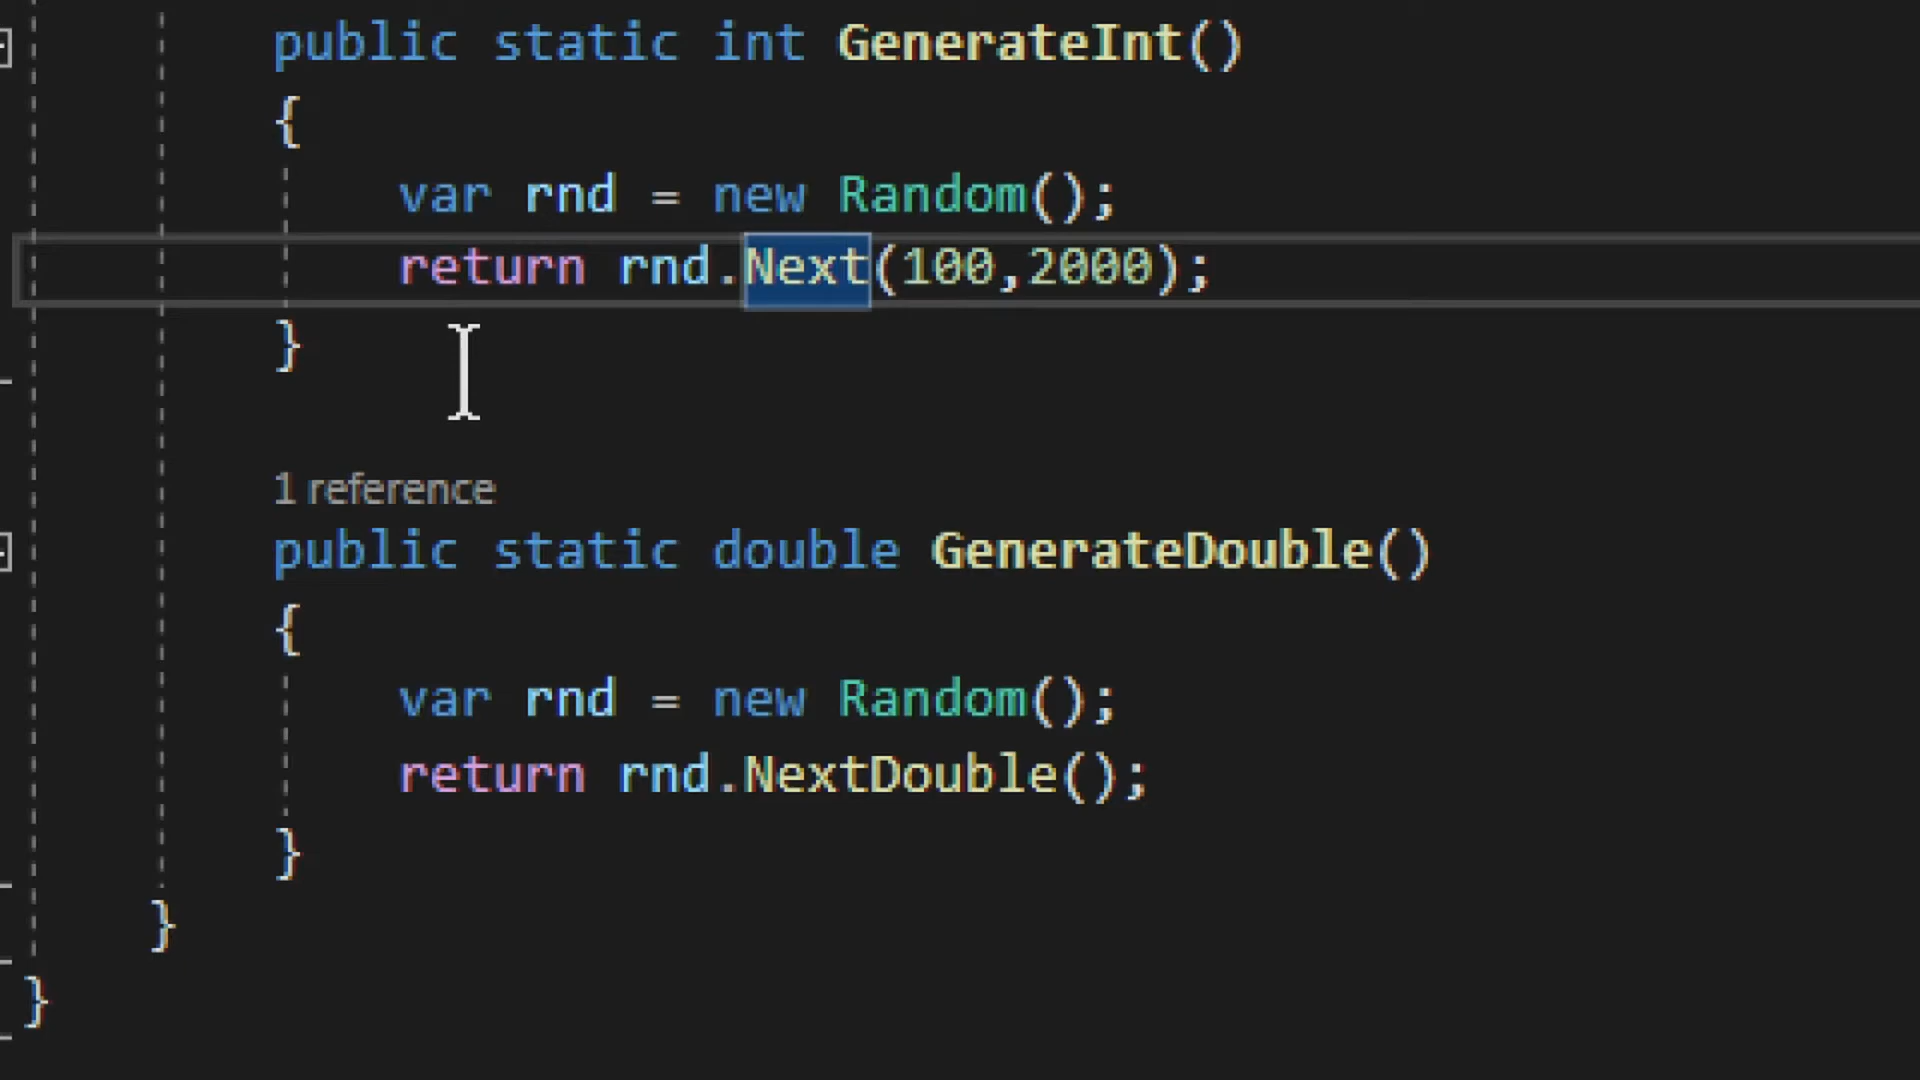 public static int GenerateInt()
{
var rnd = new Random();
return rnd.Next(100,2000);
}
1 reference
public static double GenerateDouble()
{
var rnd = new Random();
return rnd.NextDouble();
}
}
}